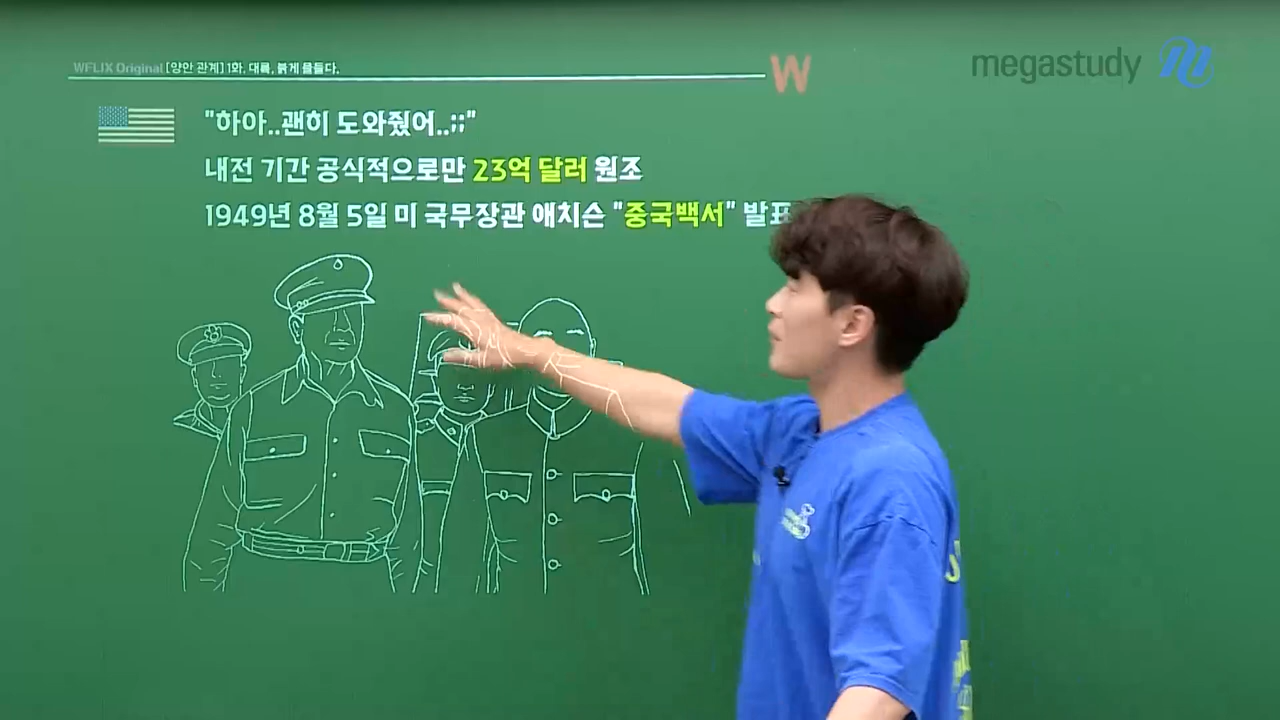 WFLIX Original [양안 관계] 1화. 대륙, 붉게 물들다.
W
megastudy
"하아..괜히 도와줬어..;;"
내전 기간 공식적으로만 23억 달러 원조
1949년 8월 5일 미 국무장관 애치슨 "중국백서" 발표